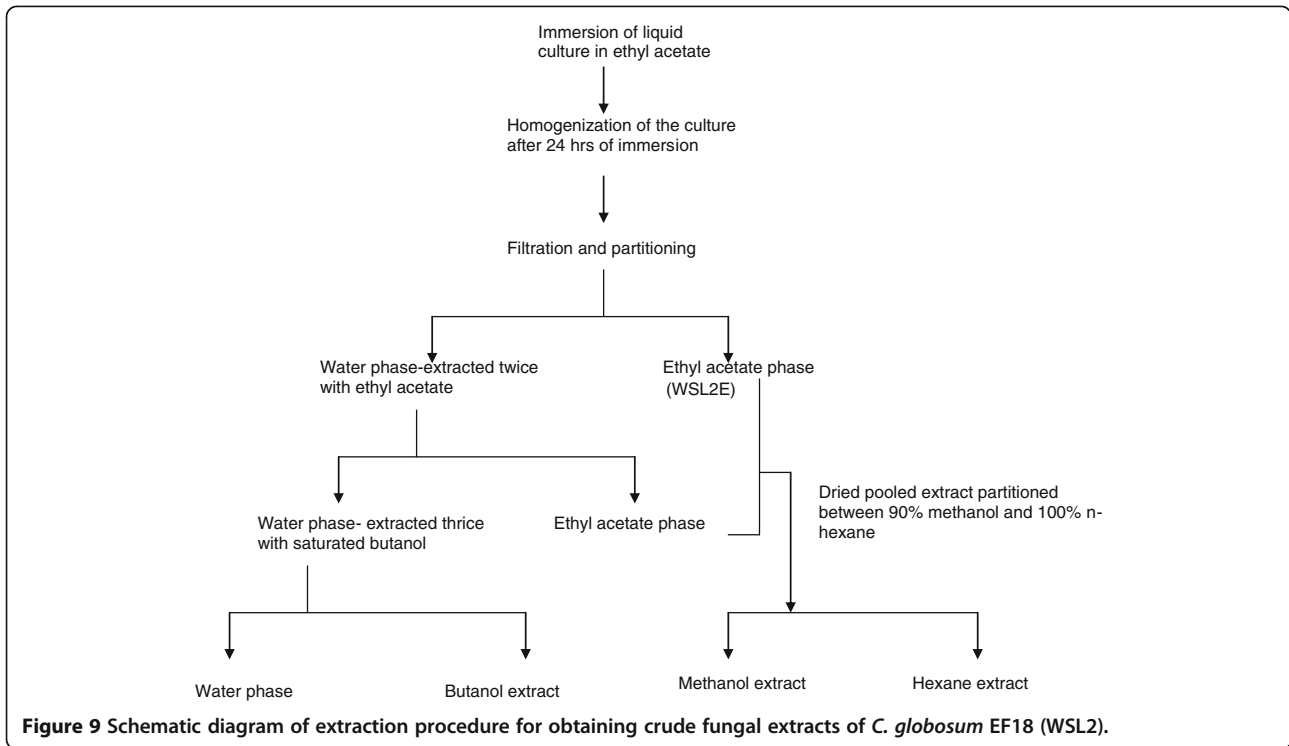 Immersion of liquid
culture in ethyl acetate
Homogenization of the culture
after 24 hrs of immersion
Filtration and partitioning
Water phase-extracted twice
with ethyl acetate
Ethyl acetate phase
(WSL2E)
Water phase- extracted thrice
with saturated butanol
Ethyl acetate phase
Dried pooled extract partitioned
between 90% methanol and 100% n-
hexane
Water phase
Butanol extract
Methanol extract
Hexane extract
Figure 9 Schematic diagram of extraction procedure for obtaining crude fungal extracts of C. globosum EF18 (WSL2).